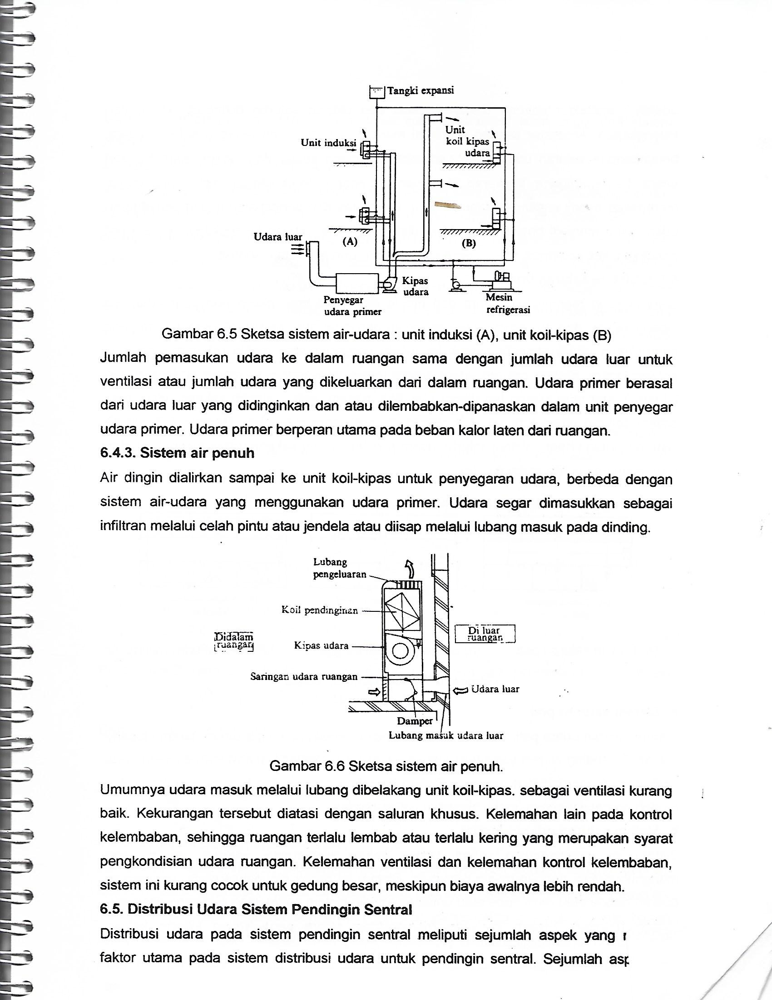 Tangki expansi
Unit
koil kipas
udara
Unit induksi
Udara luar
(A)
(B)
Kipas
udara
Penyegar
udara primer
Mesin
refrigerasi
Gambar 6.5 Sketsa sistem air-udara : unit induksi (A), unit koil-kipas (B)
Jumlah pemasukan udara ke dalam ruangan sama dengan jumlah udara luar untuk
ventilasi atau jumlah udara yang dikeluarkan dari dalam ruangan. Udara primer berasal
dari udara luar yang didinginkan dan atau dilembabkan-dipanaskan dalam unit penyegar
udara primer. Udara primer berperan utama pada beban kalor laten dari ruangan.
6.4.3. Sistem air penuh
Air dingin dialirkan sampai ke unit koil-kipas untuk penyegaran udara, berbeda dengan
sistem air-udara yang menggunakan udara primer. Udara segar dimasukkan sebagai
infiltran melalui celah pintu atau jendela atau diisap melalui lubang masuk pada dinding.
Lubang
pengeluaran
Koil pendinginan
Didalam
ruangan
Di luar
ruangan
Kipas udara
Saringan udara ruangan
Udara luar
Damper
Lubang masuk udara luar
Gambar 6.6 Sketsa sistem air penuh.
Umumnya udara masuk melalui lubang dibelakang unit koil-kipas. sebagai ventilasi kurang
baik. Kekurangan tersebut diatasi dengan saluran khusus. Kelemahan lain pada kontrol
kelembaban, sehingga ruangan terlalu lembab atau terlalu kering yang merupakan syarat
pengkondisian udara ruangan. Kelemahan ventilasi dan kelemahan kontrol kelembaban,
sistem ini kurang cocok untuk gedung besar, meskipun biaya awalnya lebih rendah.
6.5. Distribusi Udara Sistem Pendingin Sentral
Distribusi udara pada sistem pendingin sentral meliputi sejumlah aspek yang
faktor utama pada sistem distribusi udara untuk pendingin sentral. Sejumlah